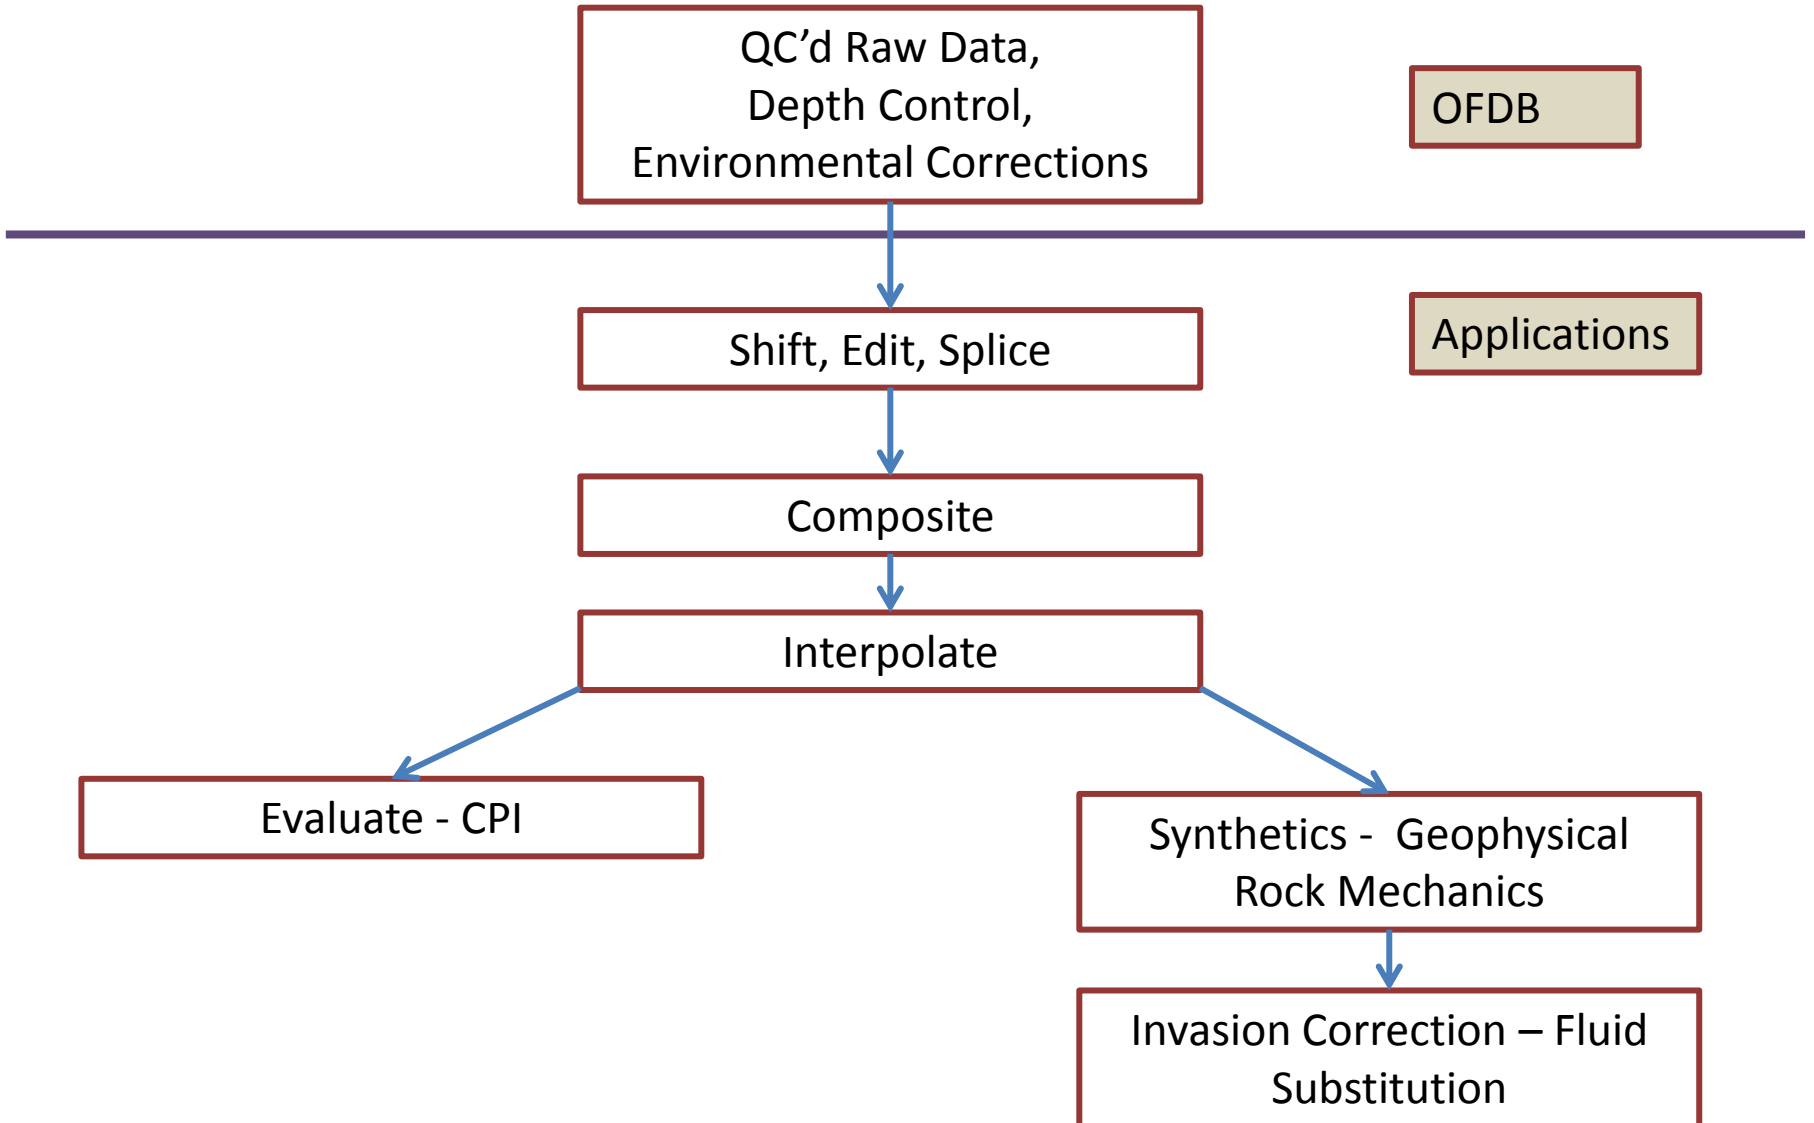 QC’d Raw Data,
Depth Control,
Environmental Corrections
OFDB
Shift, Edit, Splice
Applications
Composite
Interpolate
Evaluate - CPI
Synthetics -  Geophysical
Rock Mechanics
Invasion Correction – Fluid
Substitution